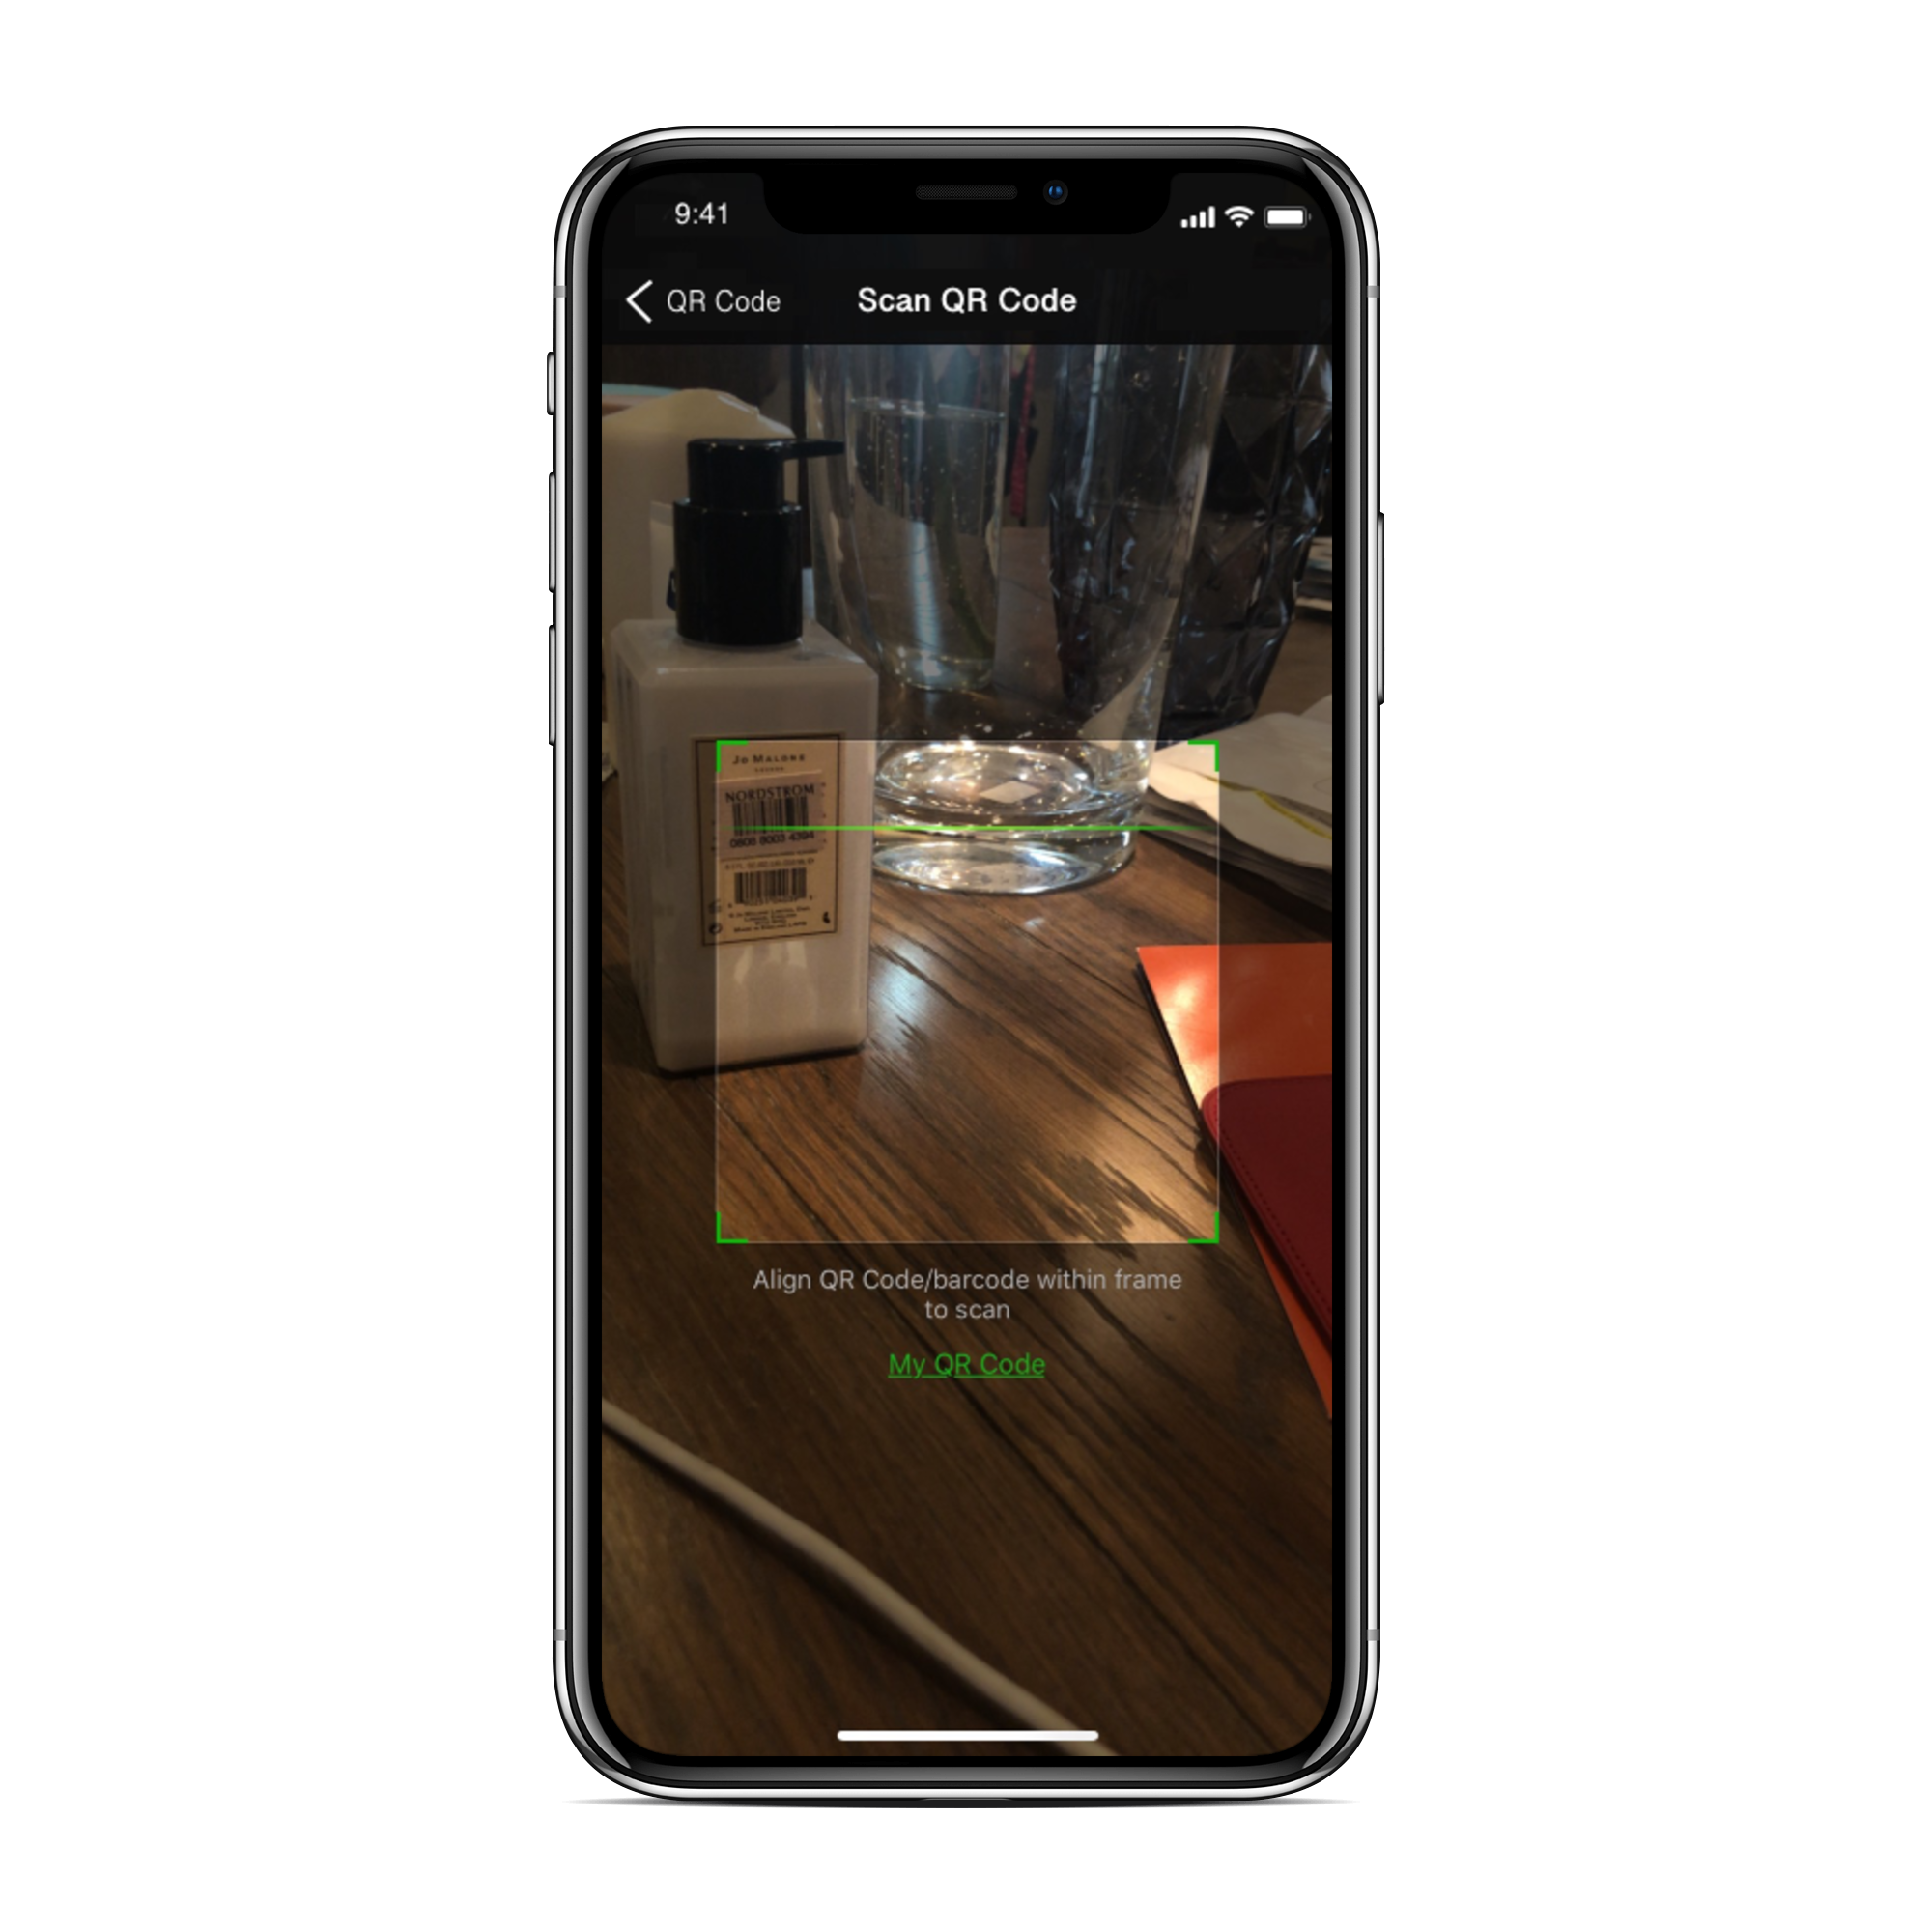 9:41
QR Code
Scan QR Code
JO MALONE
LONDON
NORDSTROM
0806 8003 4394
Align QR Code/barcode within frame
to scan
My QR Code